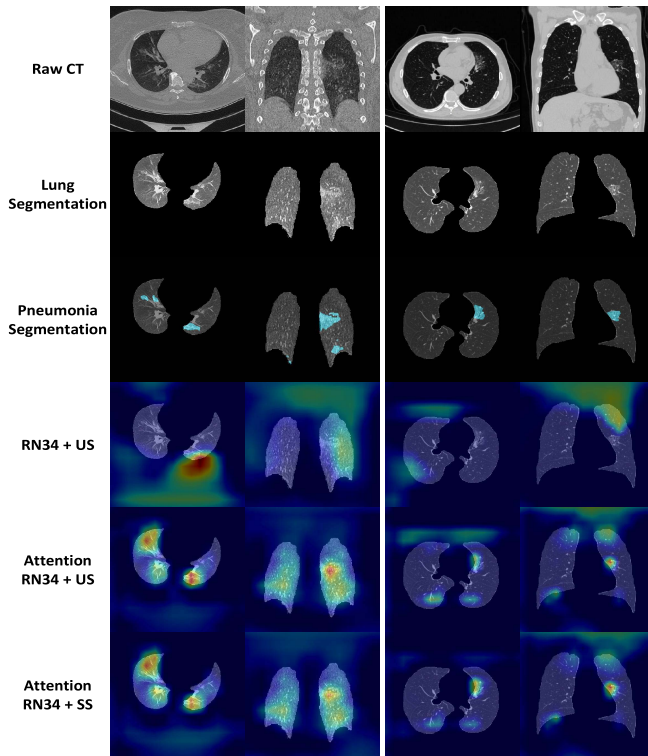 Raw CT
Lung
Segmentation
Pneumonia
Segmentation
RN34 + US
Attention
RN34 + US
Attention
RN34 + SS